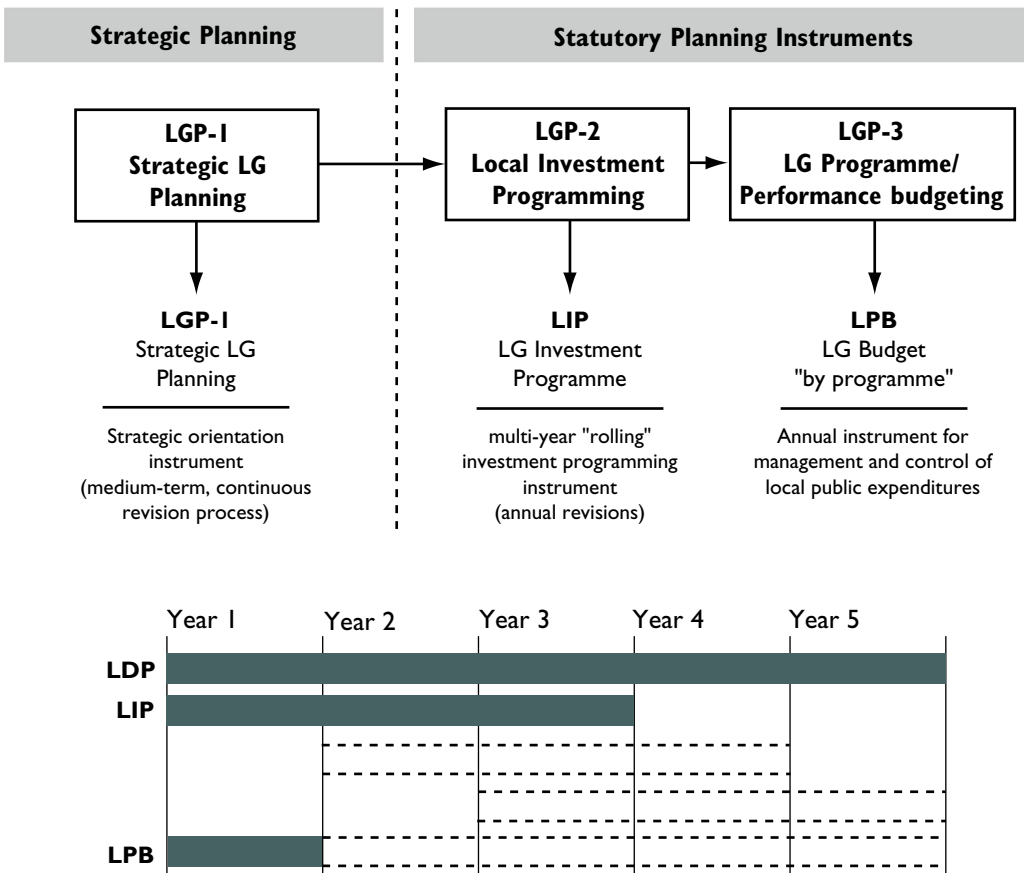 Strategic Planning
Statutory Planning Instruments
LGP-1
Strategic LG
Planning
LGP-2
Local Investment
Programming
LGP-3
LG Programme/
Performance budgeting
LGP-1
Strategic LG
Planning
Strategic orientation
instrument
(medium-term, continuous
revision process)
LIP
LG Investment
Programme
multi-year "rolling"
investment programming
instrument
(annual revisions)
LPB
LG Budget
"by programme"
Annual instrument for
management and control of
local public expenditures
Year 1 Year 2 Year 3 Year 4 Year 5
LDP
LIP
LPB